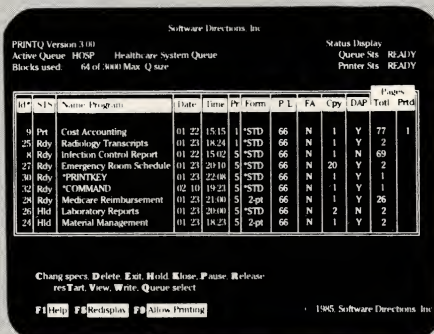 Software Directions, Inc
PRINTQ Version 3.00 Status Display
Active Queue HOSP Healthcare System Queue Queue Sts READY
Blocks used. 64 of 3000 Max Q size Printer Sts READY
Pages
Id* STS Name/Program Date Time Pr Form P L FA Cpy DAP Totl Prtd
9 Prt Cost Accounting 01 22 15:15 1 *STD 66 N 1 Y 77 1
25 Rdy Radiology Transcripts 01 23 18:24 1 *STD 66 N 1 Y 2
8 Rdy Infection Control Report 01 22 15:02 5 *STD 66 N 1 N 69
27 Rdy Emergency Room Schedule 01 23 20:10 5 *STD 66 N 20 Y 2
30 Rdy *PRINTKEY 01 23 22:08 5 *STD 66 N 1 Y 1
32 Rdy *COMMAND 02 10 19:23 5 *STD 66 N 1 Y 1
28 Rdy Medicare Reimbursement 01 23 21:00 5 2-pt 66 N 1 Y 26
26 Hld Laboratory Reports 01 23 20:00 5 *STD 66 N 2 N 2
24 Hld Material Management 01 23 18:23 5 2-pt 66 N 1 Y 2
Chang specs, Delete, Exit, Hold, Klose, Pause, Release
resTart, View, Write, Queue select
F1 Help F8 Redisplay F9 Allow Printing 1985, Software Directions Inc